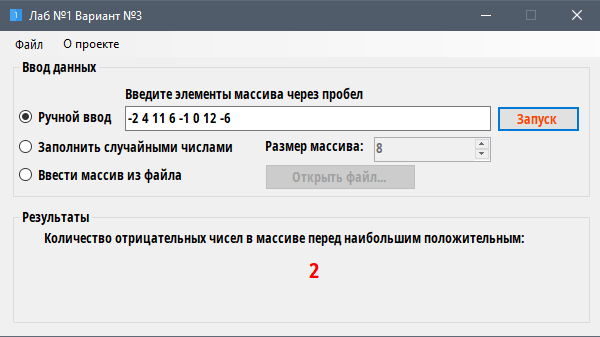 1 Лаб №1 Вариант №3
Файл О проекте
Ввод данных
Введите элементы массива через пробел
Ручной ввод -2 4 11 6 -1 0 12 -6 Запуск
Заполнить случайными числами Размер массива: 8
Ввести массив из файла Открыть файл...
Результаты
Количество отрицательных чисел в массиве перед наибольшим положительным:
2